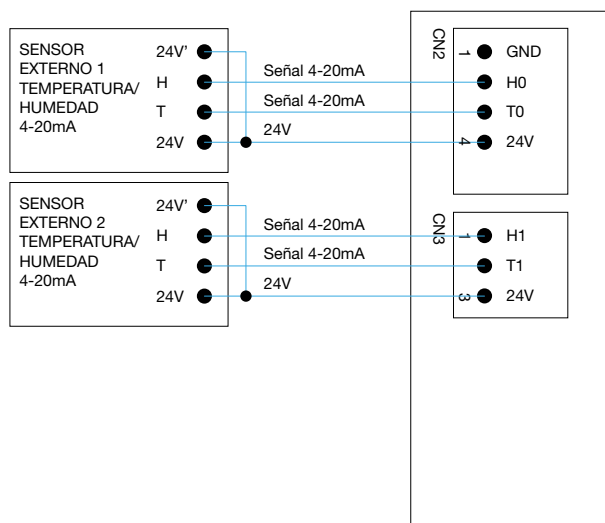 SENSOR
EXTERNO 1
TEMPERATURA/
HUMEDAD
4-20mA
24V'
H
T
24V
Señal 4-20mA
Señal 4-20mA
24V
CN2
1
4
GND
H0
T0
24V
SENSOR
EXTERNO 2
TEMPERATURA/
HUMEDAD
4-20mA
24V'
H
T
24V
Señal 4-20mA
Señal 4-20mA
24V
CN3
1
3
H1
T1
24V